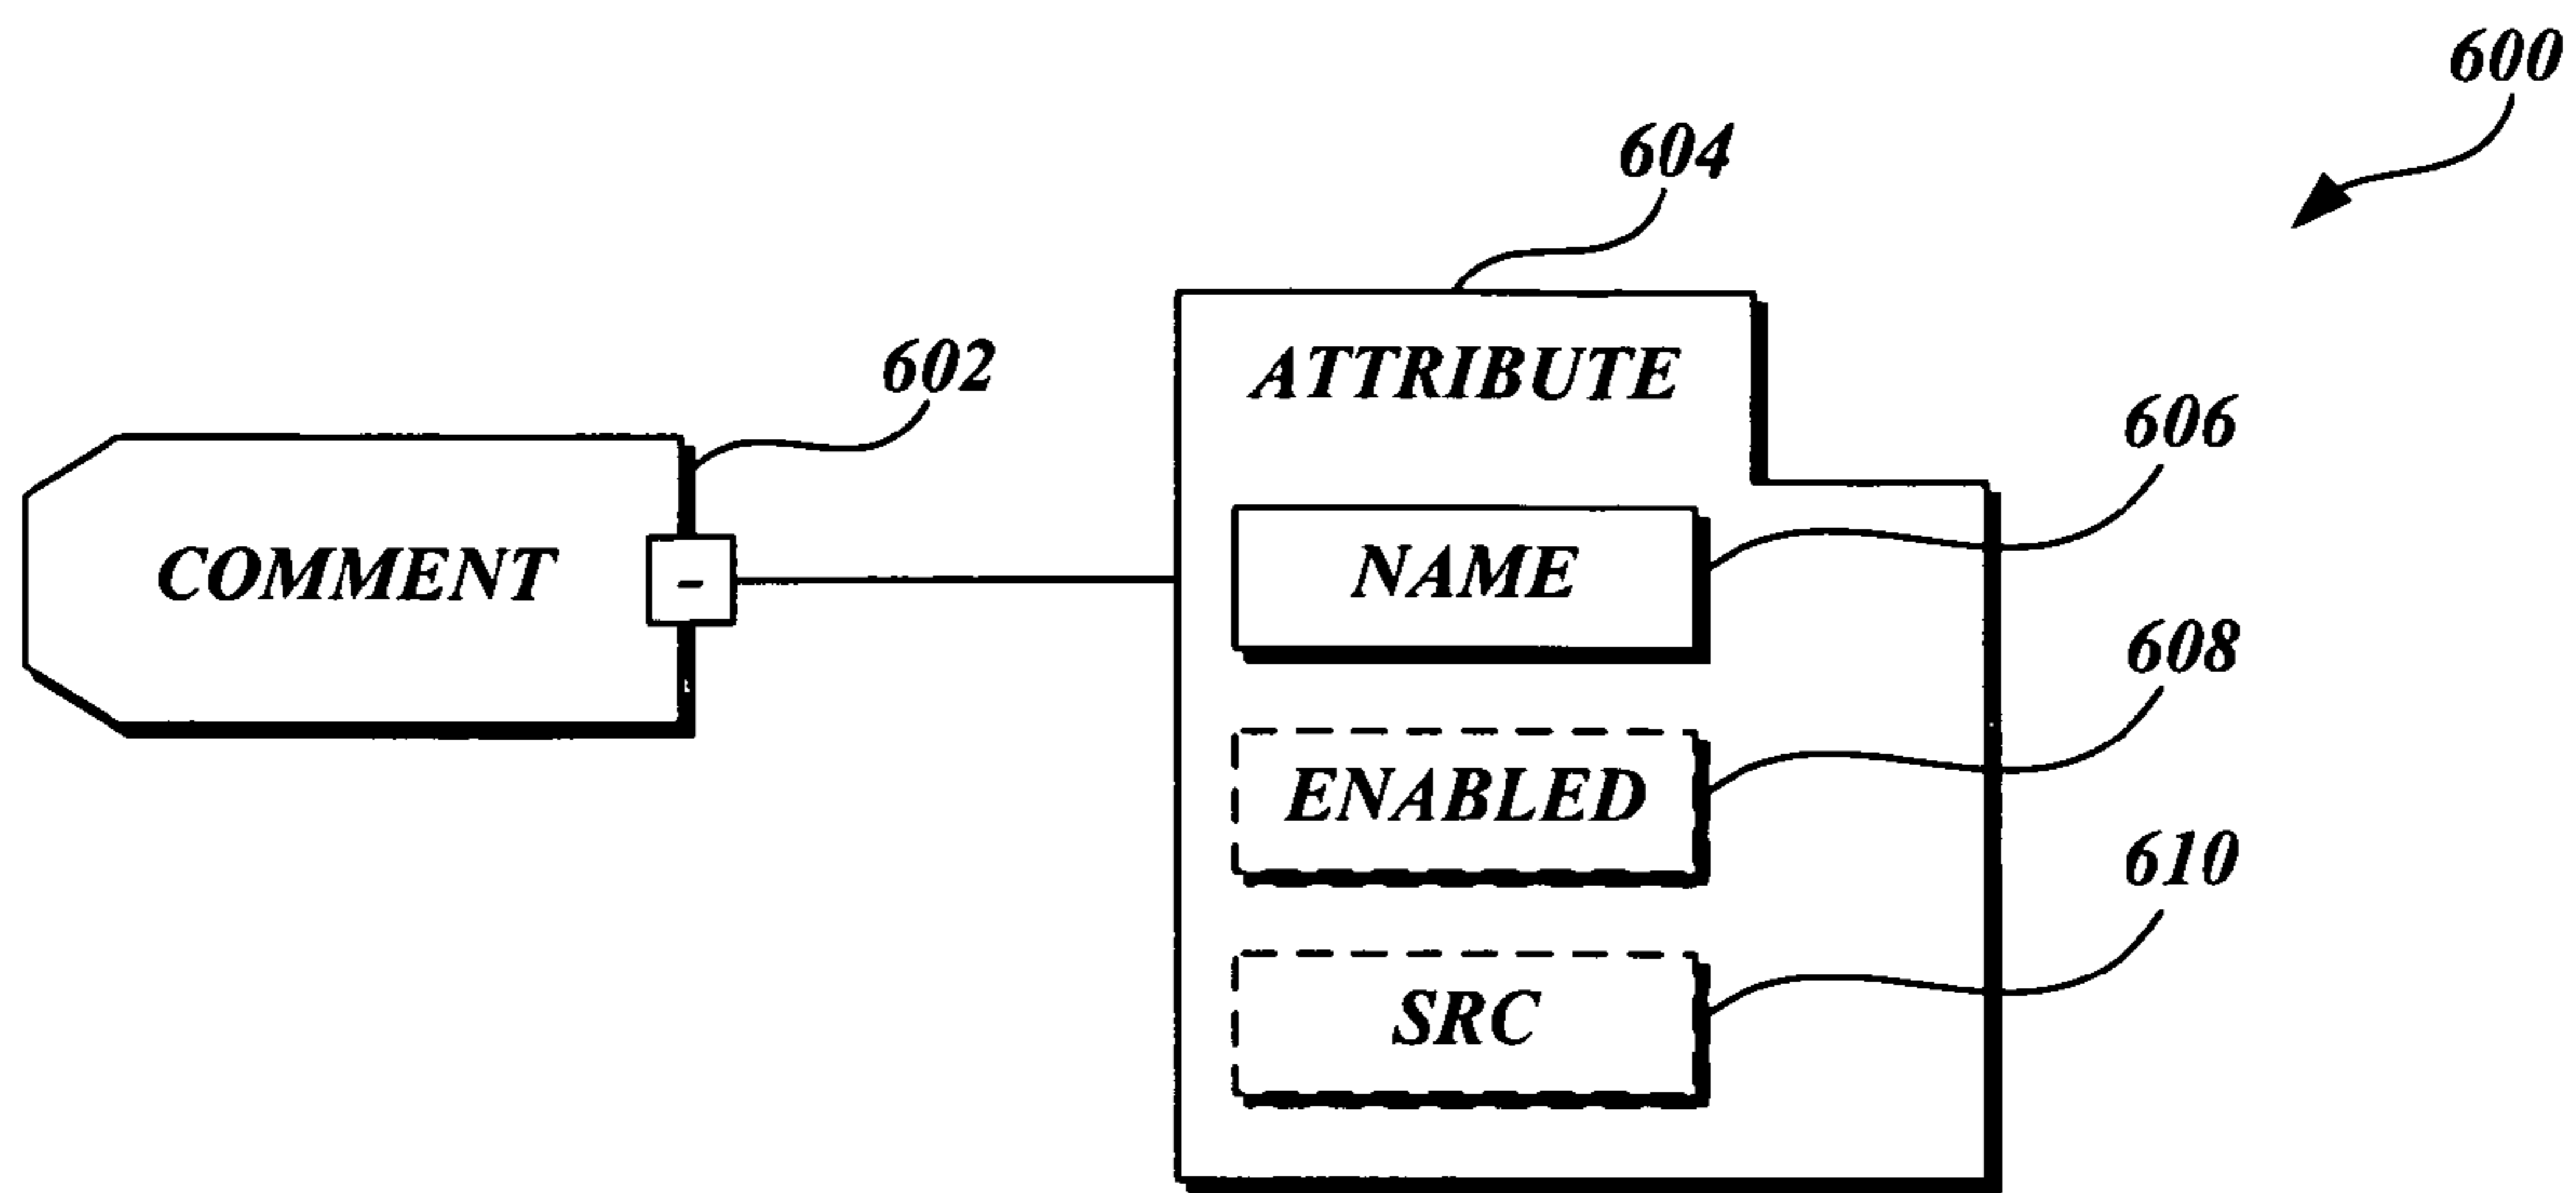 600
604
602
ATTRIBUTE
606
COMMENT
-
NAME
608
ENABLED
610
SRC